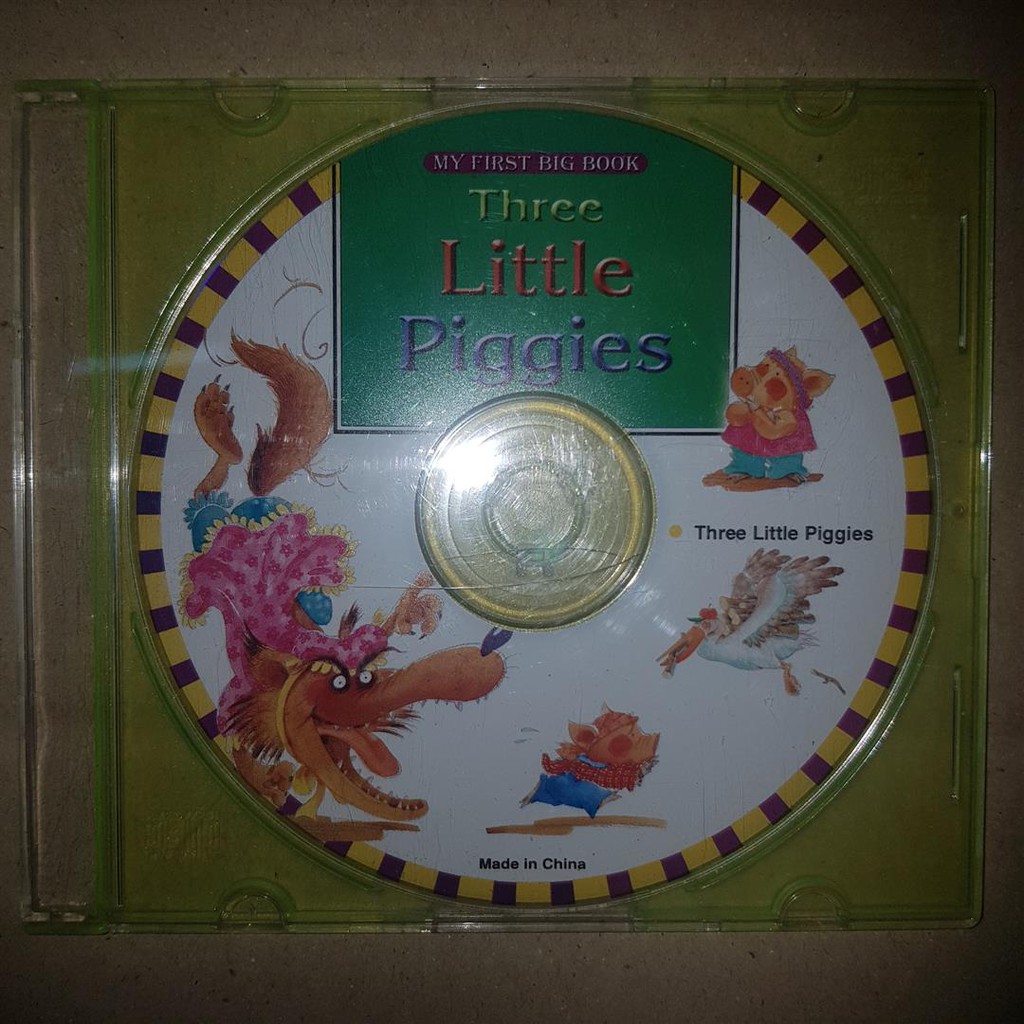 MY FIRST BIG BOOK
Three
Little
Piggies
Three Little Piggies
Made in China